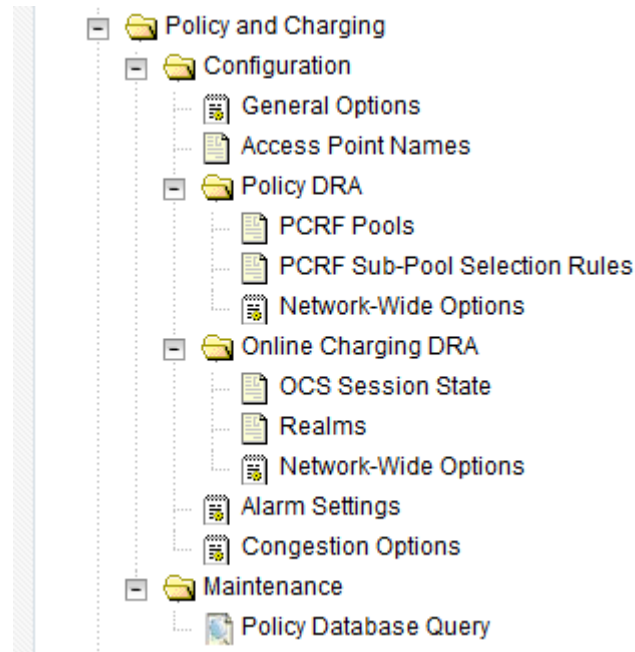 Policy and Charging
Configuration
General Options
Access Point Names
Policy DRA
PCRF Pools
PCRF Sub-Pool Selection Rules
Network-Wide Options
Online Charging DRA
OCS Session State
Realms
Network-Wide Options
Alarm Settings
Congestion Options
Maintenance
Policy Database Query